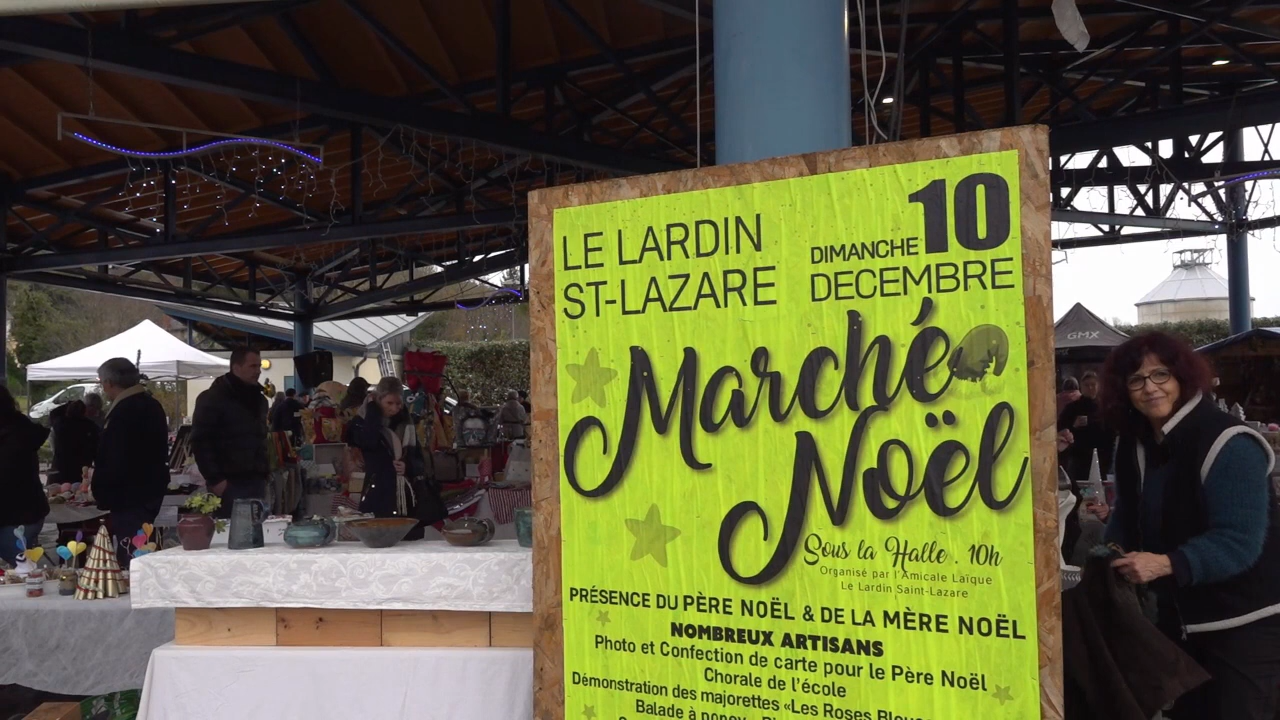 LE LARDIN
ST-LAZARE
DIMANCHE 10
DECEMBRE
Marché
Noël
Sous la Halle . 10h
Organisé par l'Amicale Laïque
Le Lardin Saint-Lazare
PRÉSENCE DU PÈRE NOËL & DE LA MÈRE NOËL
NOMBREUX ARTISANS
Photo et Confection de carte pour le Père Noël
Chorale de l'école
Démonstration des majorettes «Les Roses
Balade à poney
GMX